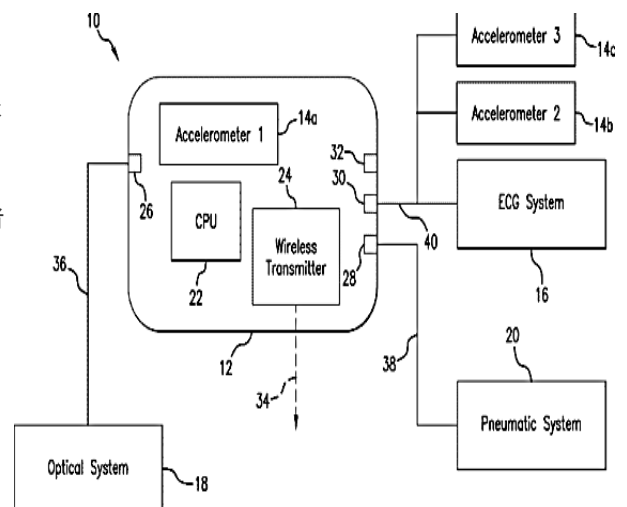 10
Accelerometer 3
14c
Accelerometer 1
14a
Accelerometer 2
14b
32
26
24
30
ECG System
CPU
Wireless
Transmitter
40
22
28
16
36
12
38
20
34
Pneumatic System
Optical System
18